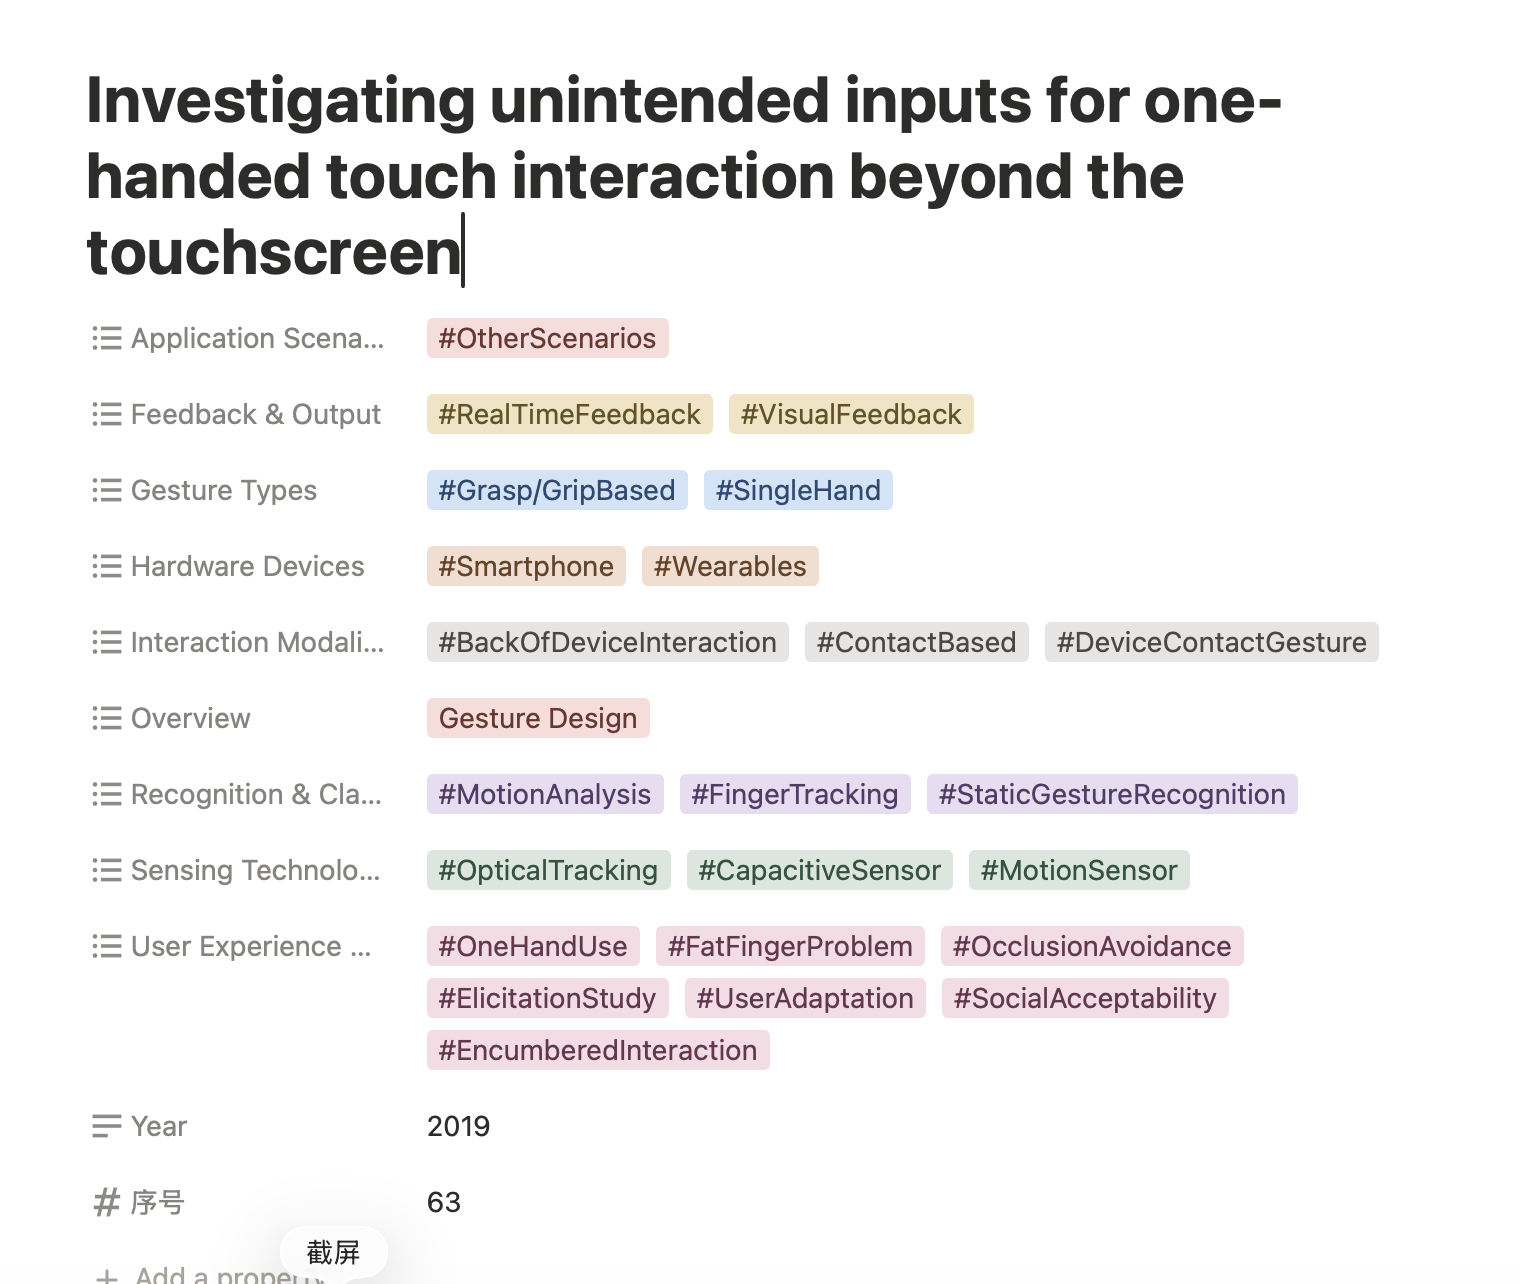 Investigating unintended inputs for one-
handed touch interaction beyond the
touchscreen
Application Scena... #OtherScenarios
Feedback & Output #RealTimeFeedback #VisualFeedback
Gesture Types #Grasp/GripBased #SingleHand
Hardware Devices #Smartphone #Wearables
Interaction Modali... #BackOfDeviceInteraction #ContactBased #DeviceContactGesture
Overview Gesture Design
Recognition & Cla... #MotionAnalysis #FingerTracking #StaticGestureRecognition
Sensing Technolo... #OpticalTracking #CapacitiveSensor #MotionSensor
User Experience ... #OneHandUse #FatFingerProblem #OcclusionAvoidance
#ElicitationStudy #UserAdaptation #SocialAcceptability
#EncumberedInteraction
Year 2019
序号 63
截屏
Add a property